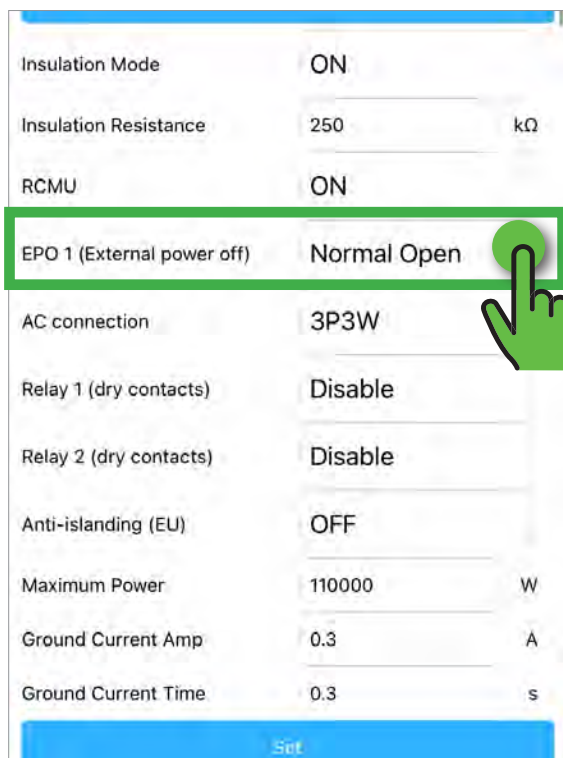 Insulation Mode ON
Insulation Resistance 250 kΩ
RCMU ON
EPO 1 (External power off) Normal Open
AC connection 3P3W
Relay 1 (dry contacts) Disable
Relay 2 (dry contacts) Disable
Anti-islanding (EU) OFF
Maximum Power 110000 W
Ground Current Amp 0.3 A
Ground Current Time 0.3 s
Set